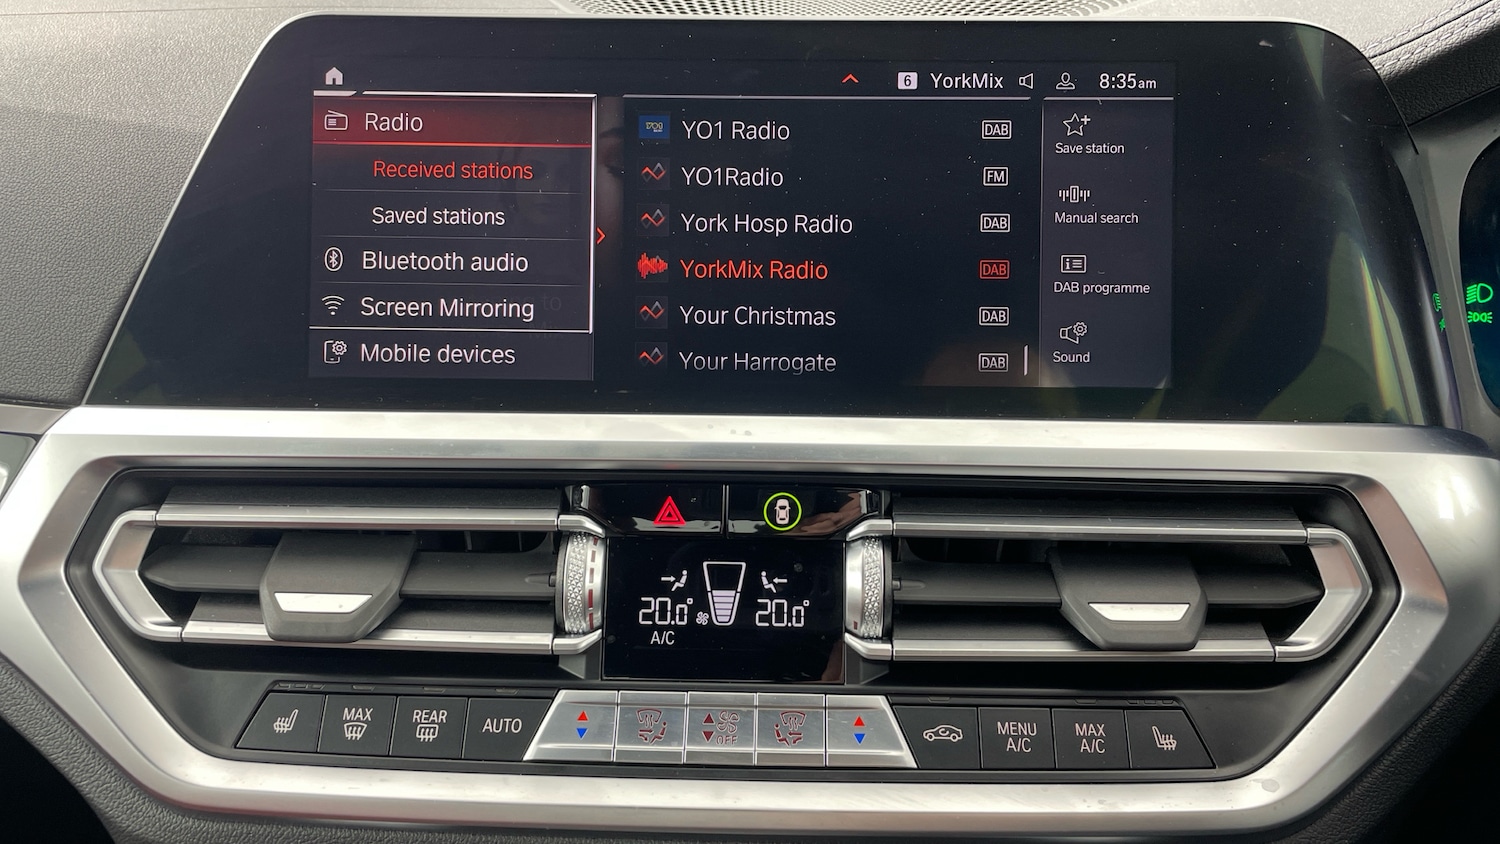 6 YorkMix 8:35am
Radio
Received stations
Saved stations
Bluetooth audio
Screen Mirroring
Mobile devices
YO1 Radio DAB
YO1Radio FM
York Hosp Radio DAB
YorkMix Radio DAB
Your Christmas DAB
Your Harrogate DAB
Save station
Manual search
DAB programme
Sound
20.0° 20.0°
A/C
MAX
REAR
AUTO
OFF
MENU
A/C
MAX
A/C